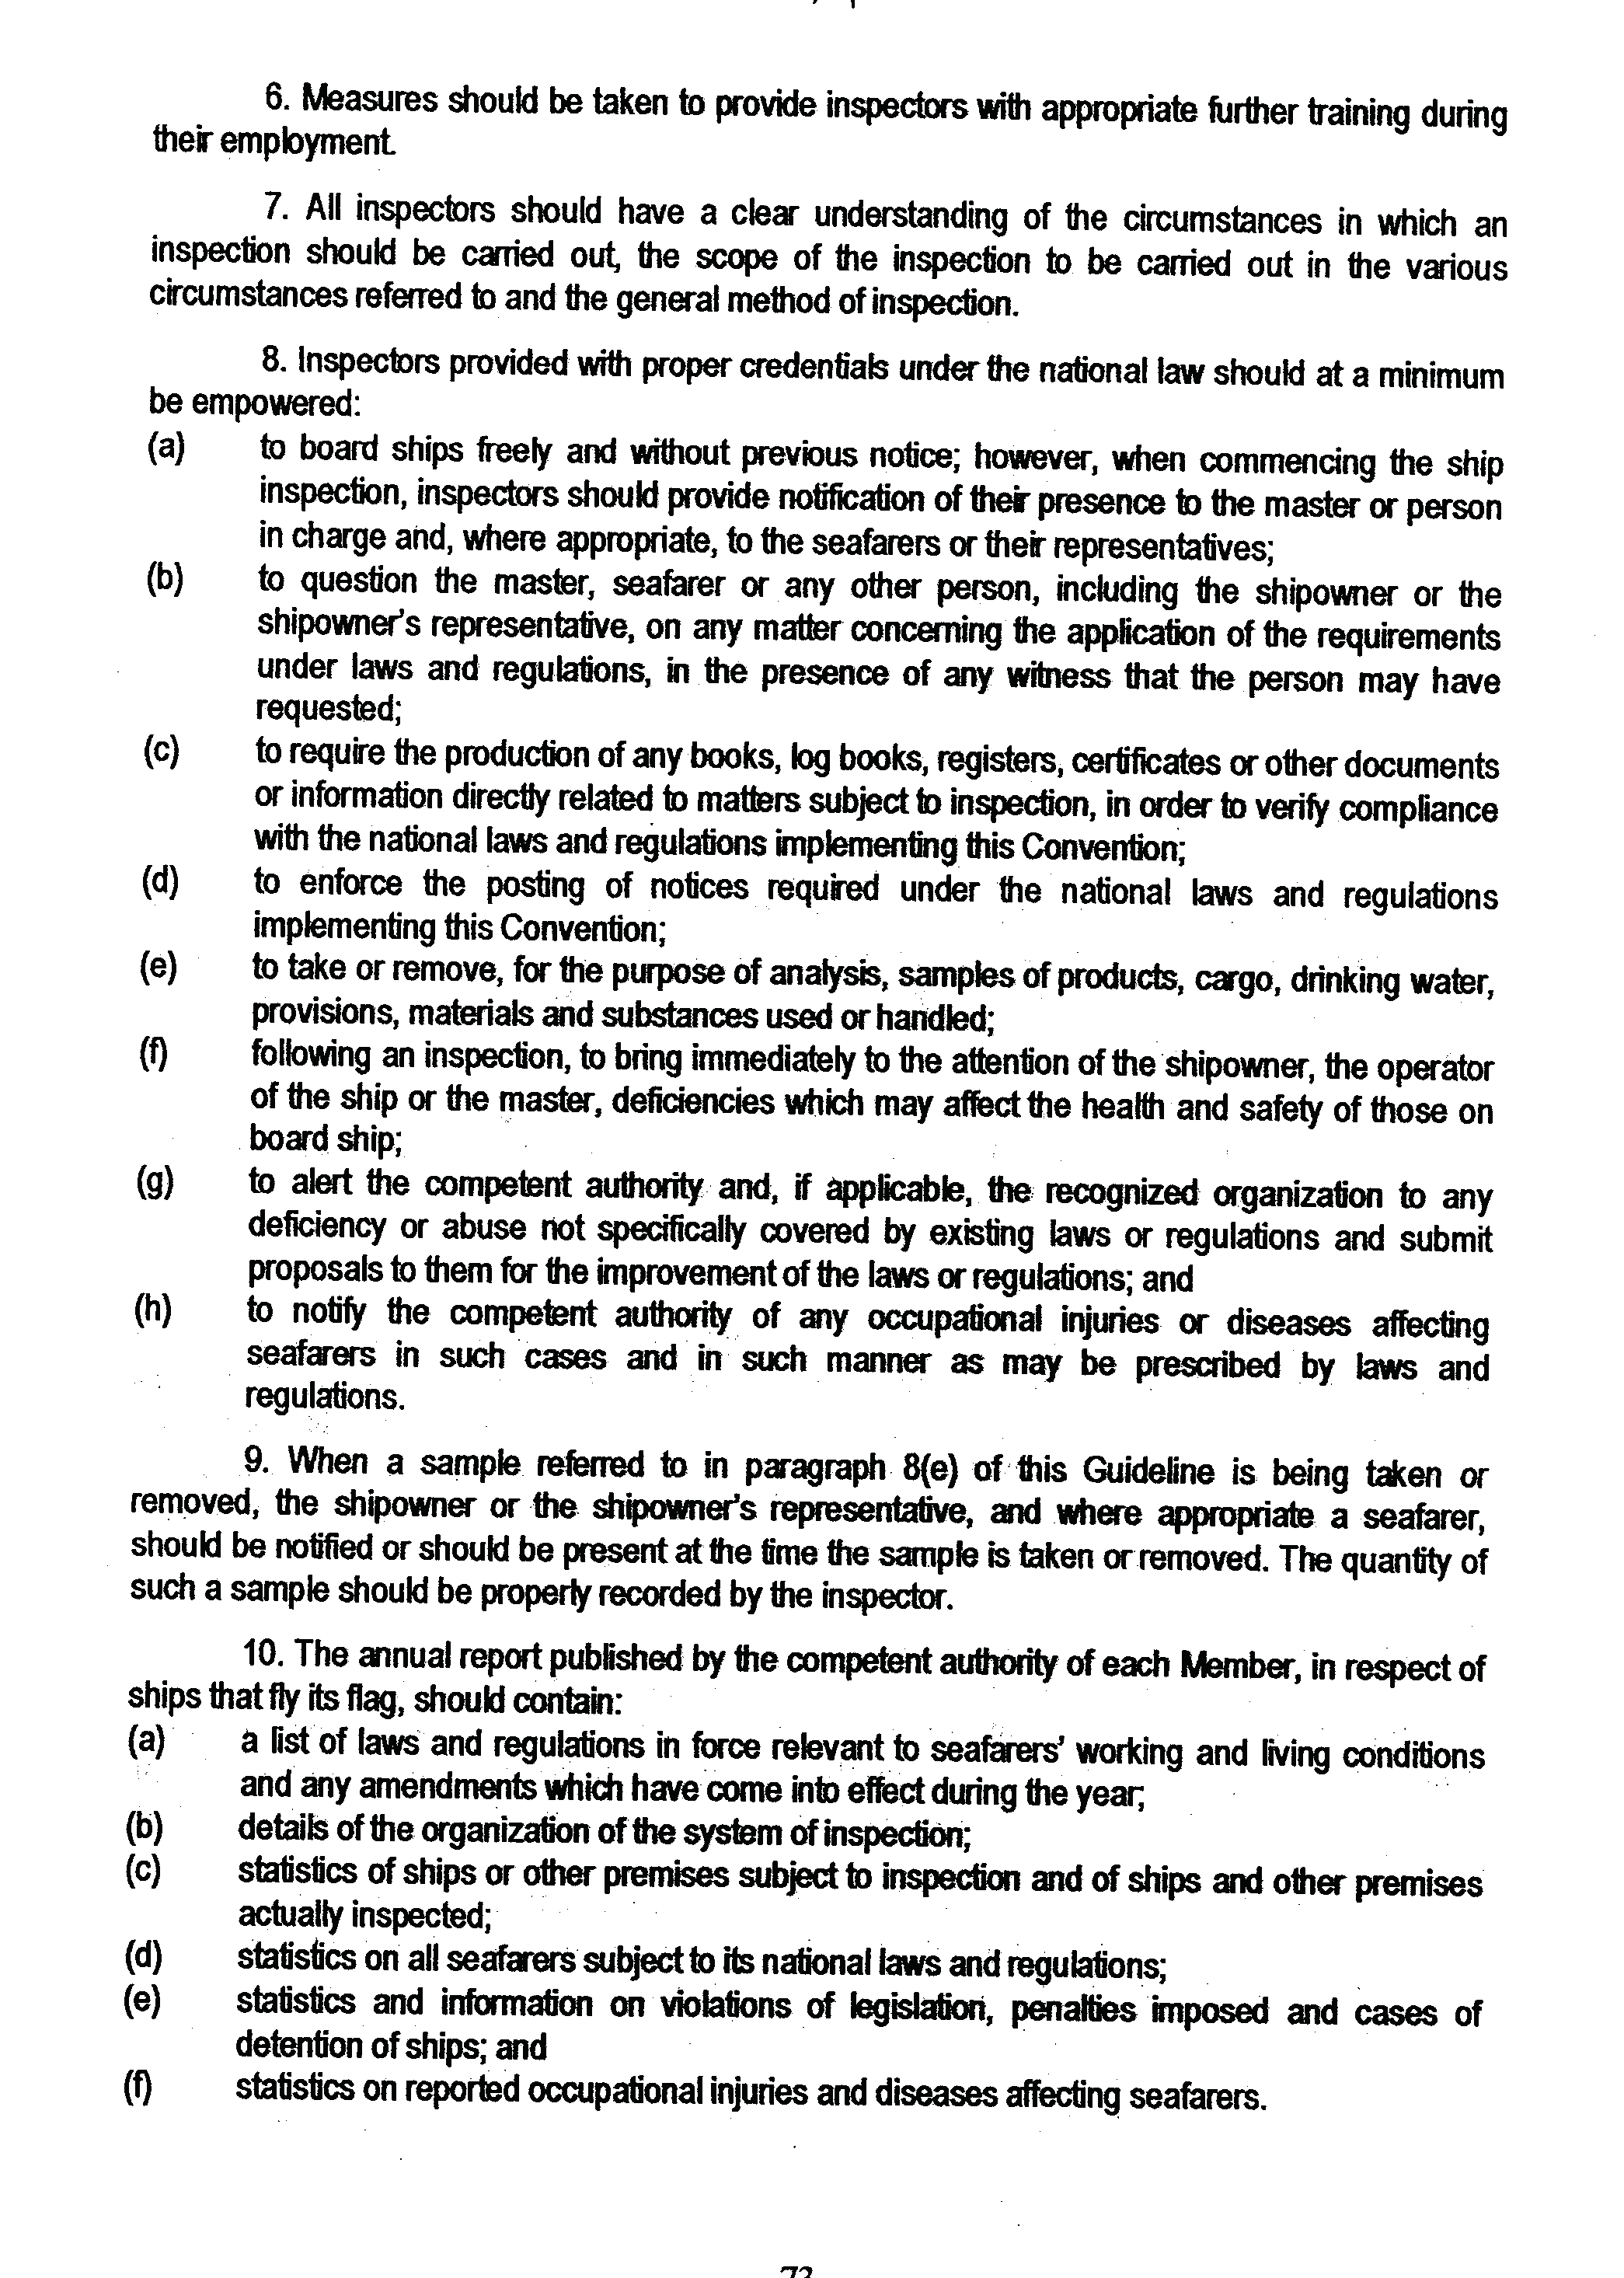 6. Measures should be taken to provide inspectors with appropriate further training during
their employment.
7. All inspectors should have a clear understanding of the circumstances in which an
inspection should be carried out, the scope of the inspection to be carried out in the various
circumstances referred to and the general method of inspection.
8. Inspectors provided with proper credentials under the national law should at a minimum
be empowered:
(a) to board ships freely and without previous notice; however, when commencing the ship
inspection, inspectors should provide notification of their presence to the master or person
in charge and, where appropriate, to the seafarers or their representatives;
(b) to question the master, seafarer or any other person, including the shipowner or the
shipowner's representative, on any matter concerning the application of the requirements
under laws and regulations, in the presence of any witness that the person may have
requested;
(c) to require the production of any books, log books, registers, certificates or other documents
or information directly related to matters subject to inspection, in order to verify compliance
with the national laws and regulations implementing this Convention;
(d) to enforce the posting of notices required under the national laws and regulations
implementing this Convention;
(e) to take or remove, for the purpose of analysis, samples of products, cargo, drinking water,
provisions, materials and substances used or handled;
(f) following an inspection, to bring immediately to the attention of the shipowner, the operator
of the ship or the master, deficiencies which may affect the health and safety of those on
board ship;
(g) to alert the competent authority and, if applicable, the recognized organization to any
deficiency or abuse not specifically covered by existing laws or regulations and submit
proposals to them for the improvement of the laws or regulations; and
(h) to notify the competent authority of any occupational injuries or diseases affecting
seafarers in such cases and in such manner as may be prescribed by laws and
regulations.
9. When a sample referred to in paragraph 8(e) of this Guideline is being taken or
removed, the shipowner or the shipowner's representative, and where appropriate a seafarer,
should be notified or should be present at the time the sample is taken or removed. The quantity of
such a sample should be properly recorded by the inspector.
10. The annual report published by the competent authority of each Member, in respect of
ships that fly its flag, should contain:
(a) a list of laws and regulations in force relevant to seafarers' working and living conditions
and any amendments which have come into effect during the year;
(b) details of the organization of the system of inspection;
(c) statistics of ships or other premises subject to inspection and of ships and other premises
actually inspected;
(d) statistics on all seafarers subject to its national laws and regulations;
(e) statistics and information on violations of legislation, penalties imposed and cases of
detention of ships; and
(f) statistics on reported occupational injuries and diseases affecting seafarers.